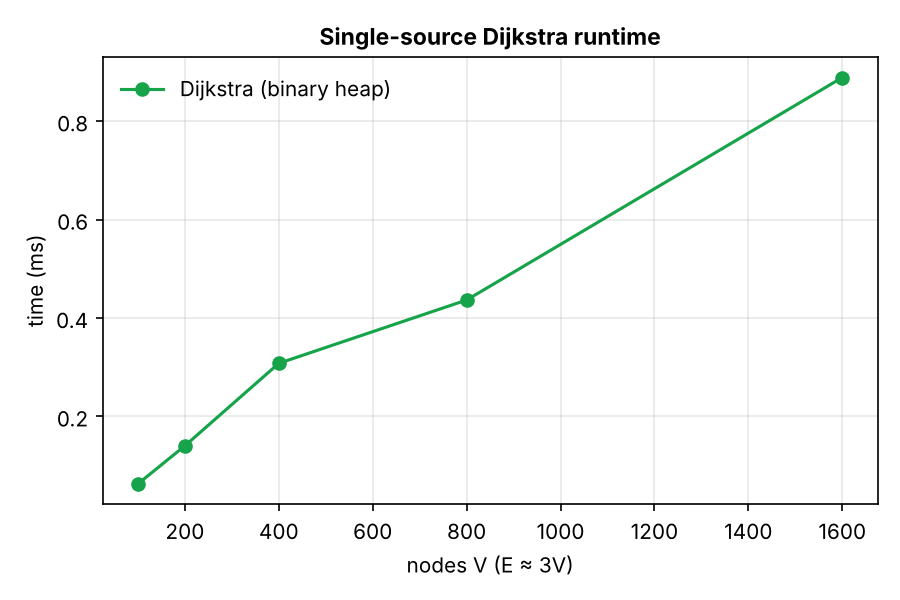 Single-source Dijkstra runtime
Dijkstra (binary heap)
time (ms)
0.8
0.6
0.4
0.2
200 400 600 800 1000 1200 1400 1600
nodes V (E ≈ 3V)